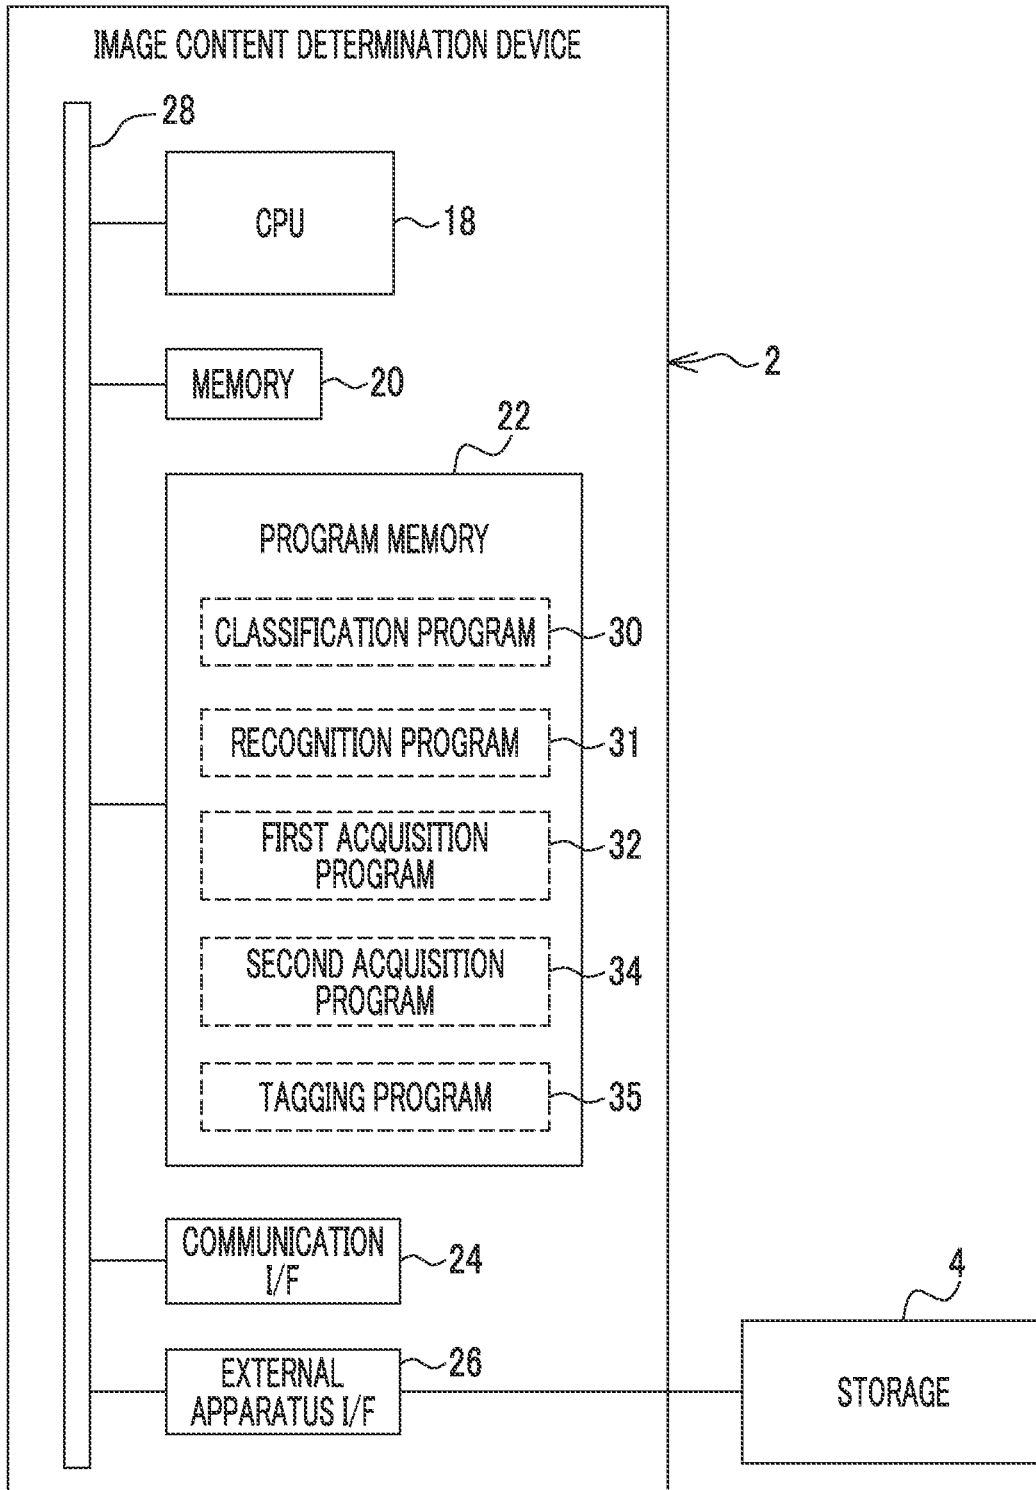 IMAGE CONTENT DETERMINATION DEVICE
28
CPU
18
2
MEMORY
20
22
PROGRAM MEMORY
CLASSIFICATION PROGRAM
30
RECOGNITION PROGRAM
31
FIRST ACQUISITION
PROGRAM
32
SECOND ACQUISITION
PROGRAM
34
TAGGING PROGRAM
35
COMMUNICATION
I/F
24
4
EXTERNAL
APPARATUS I/F
26
STORAGE